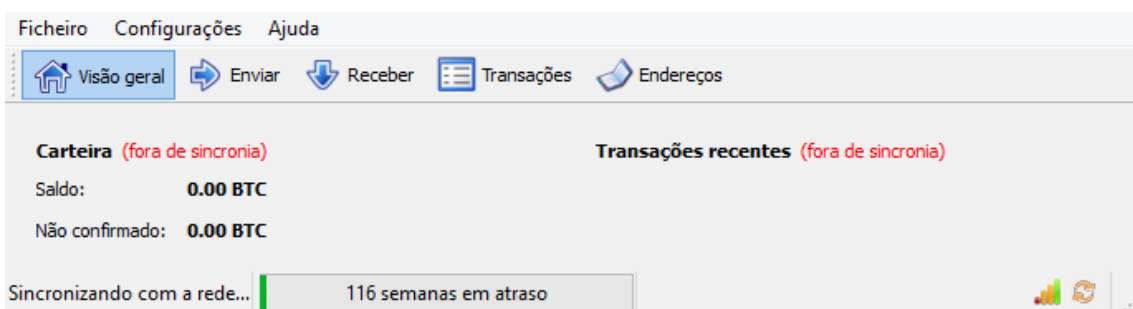 Ficheiro Configurações Ajuda
Visão geral Enviar Receber Transações Endereços
Carteira (fora de sincronia) Transações recentes (fora de sincronia)
Saldo: 0.00 BTC
Não confirmado: 0.00 BTC
Sincronizando com a rede... 116 semanas em atraso